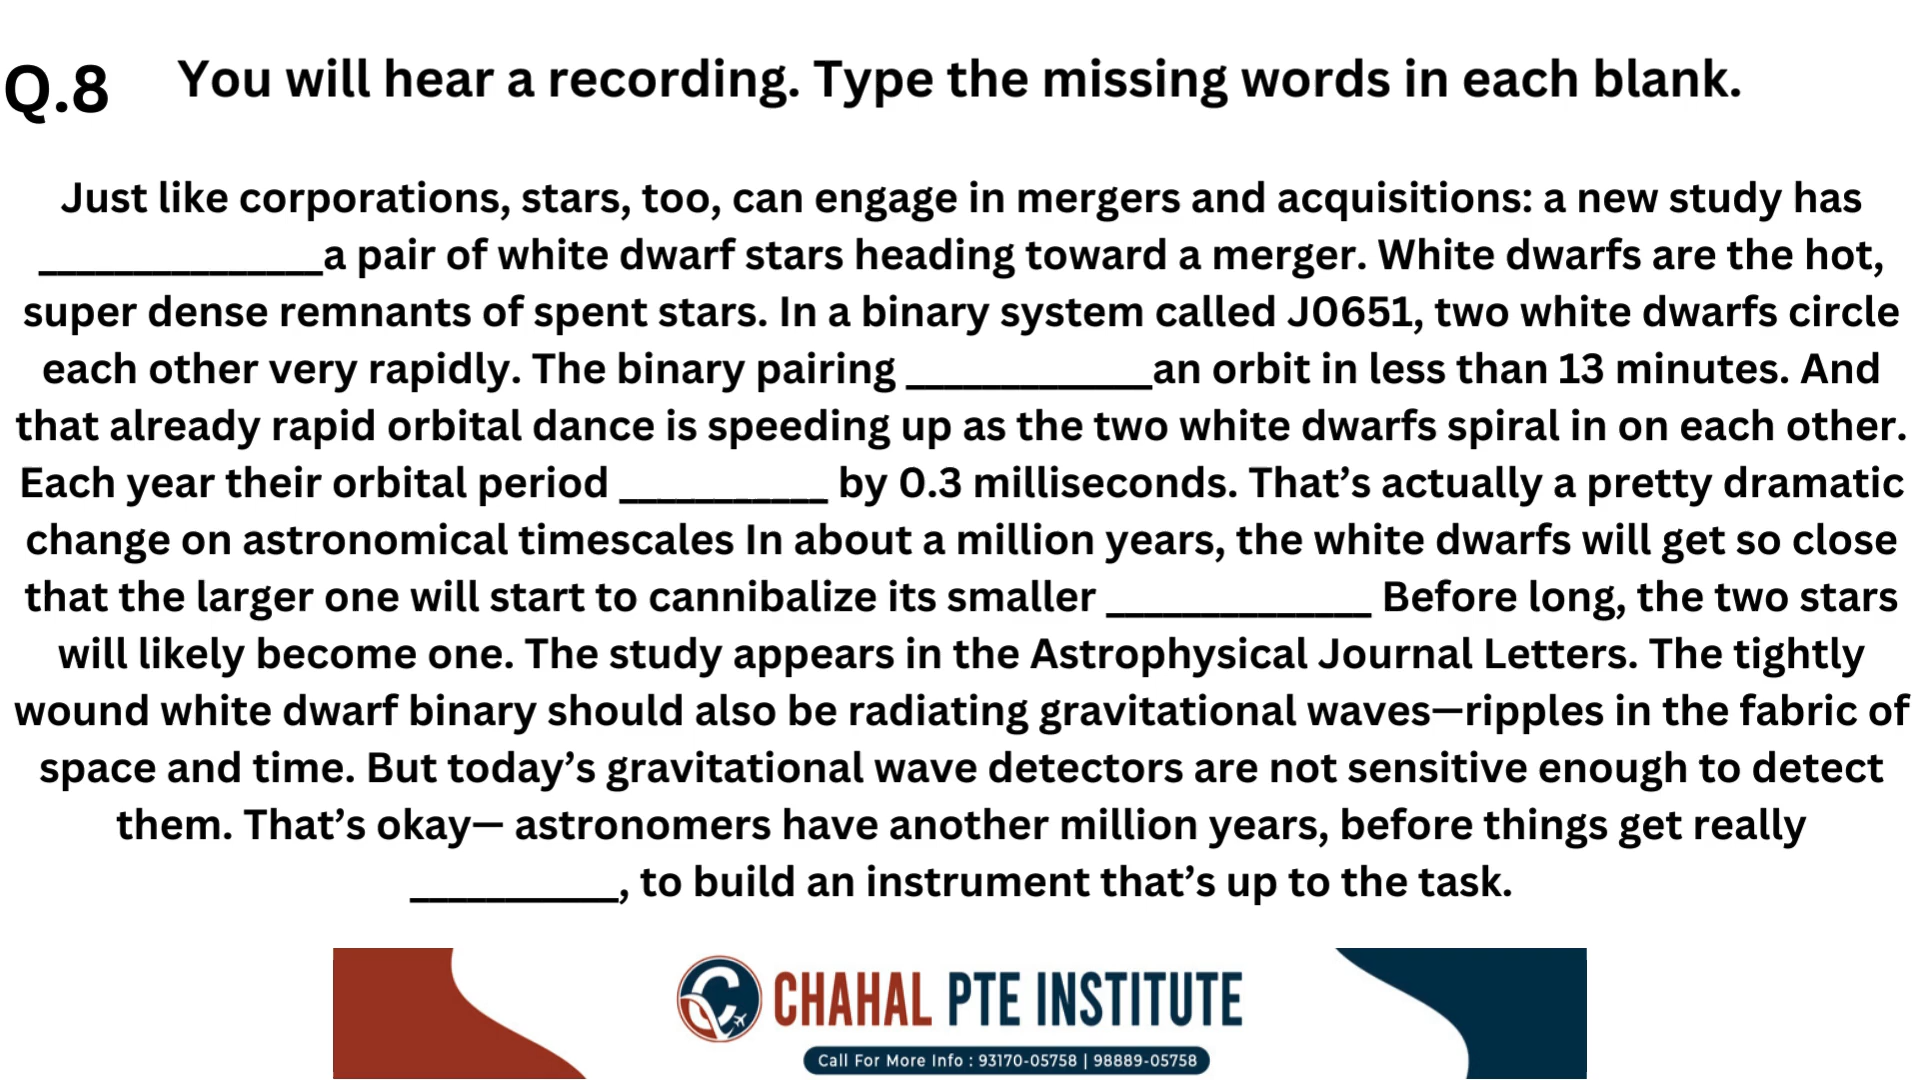 Q.8 You will hear a recording. Type the missing words in each blank.
Just like corporations, stars, too, can engage in mergers and acquisitions: a new study has
_______________a pair of white dwarf stars heading toward a merger. White dwarfs are the hot,
super dense remnants of spent stars. In a binary system called J0651, two white dwarfs circle
each other very rapidly. The binary pairing _____________an orbit in less than 13 minutes. And
that already rapid orbital dance is speeding up as the two white dwarfs spiral in on each other.
Each year their orbital period ___________ by 0.3 milliseconds. That’s actually a pretty dramatic
change on astronomical timescales In about a million years, the white dwarfs will get so close
that the larger one will start to cannibalize its smaller ______________ Before long, the two stars
will likely become one. The study appears in the Astrophysical Journal Letters. The tightly
wound white dwarf binary should also be radiating gravitational waves—ripples in the fabric of
space and time. But today’s gravitational wave detectors are not sensitive enough to detect
them. That’s okay— astronomers have another million years, before things get really
___________, to build an instrument that’s up to the task.
CHAHAL PTE INSTITUTE
Call For More Info : 93170-05758 | 98889-05758